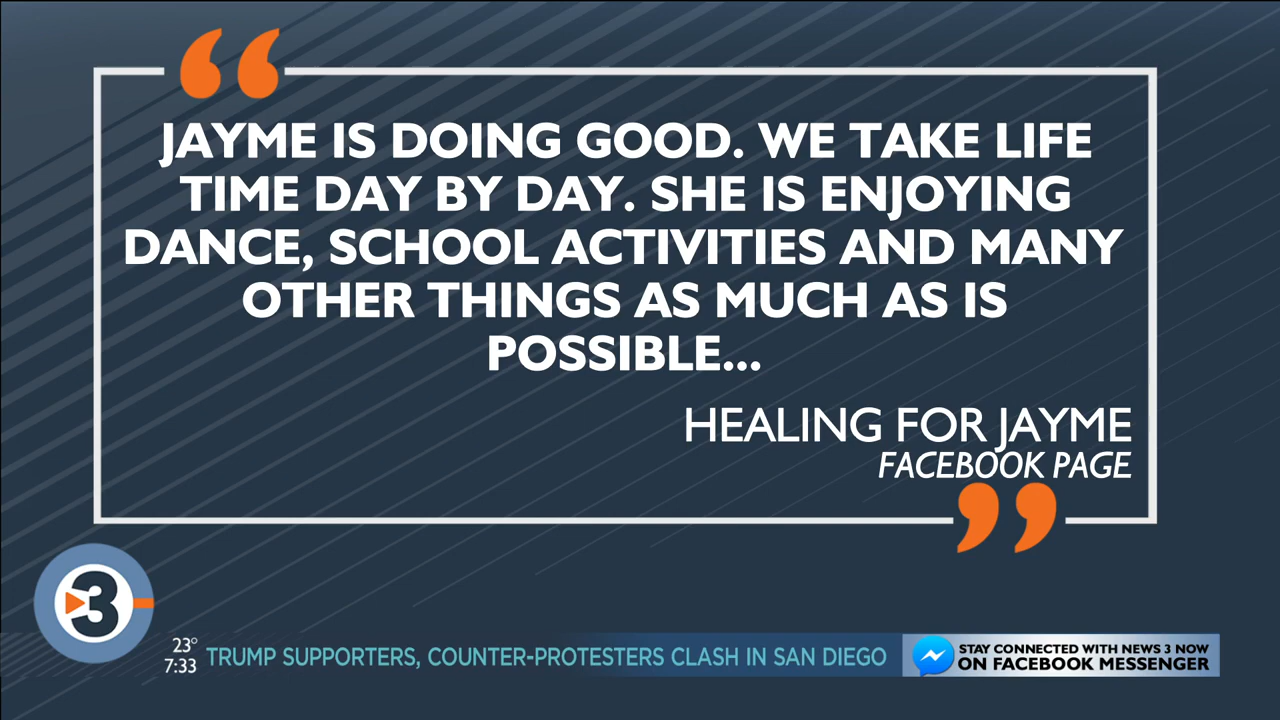 “
JAYME IS DOING GOOD. WE TAKE LIFE
TIME DAY BY DAY. SHE IS ENJOYING
DANCE, SCHOOL ACTIVITIES AND MANY
OTHER THINGS AS MUCH AS IS
POSSIBLE...
HEALING FOR JAYME
FACEBOOK PAGE
”
3
23°
7:33
TRUMP SUPPORTERS, COUNTER-PROTESTERS CLASH IN SAN DIEGO
STAY CONNECTED WITH NEWS 3 NOW
ON FACEBOOK MESSENGER